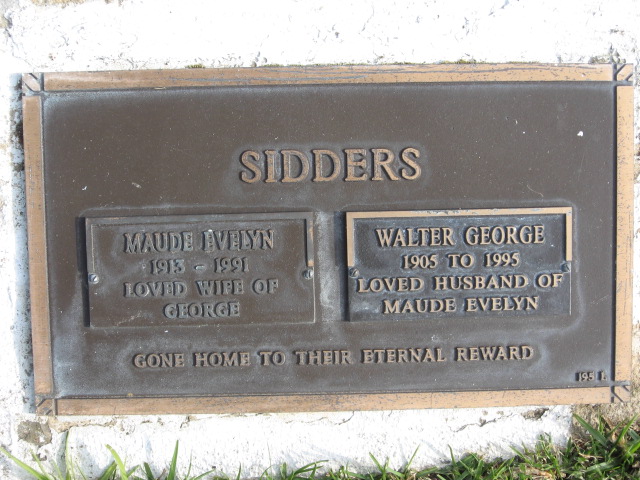 SIDDERS
MAUDE EVELYN
1913 - 1991
LOVED WIFE OF
GEORGE
WALTER GEORGE
1905 TO 1995
LOVED HUSBAND OF
MAUDE EVELYN
GONE HOME TO THEIR ETERNAL REWARD
195 E